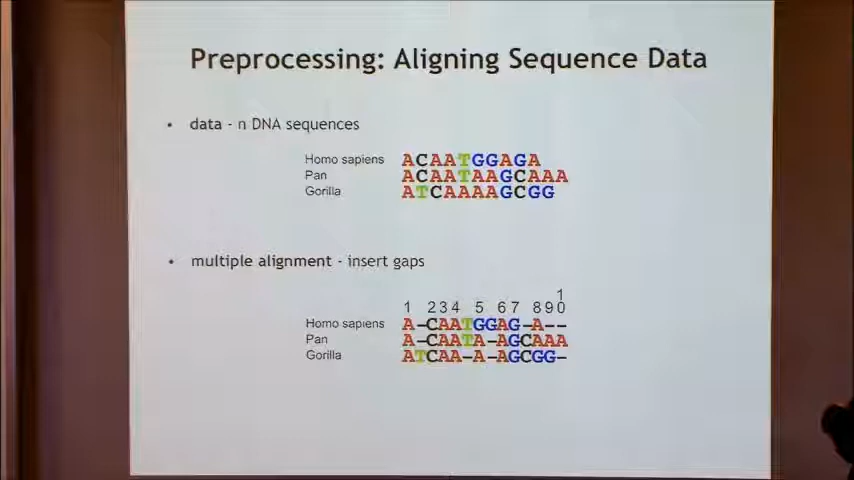 Preprocessing: Aligning Sequence Data
• data - n DNA sequences
Homo sapiens ACAATGGAGA
Pan ACAATAAGCAAA
Gorilla ATCAAAAGCGG
• multiple alignment - insert gaps
1
1 234 5 67 890
Homo sapiens A-CAATGGAG-A--
Pan A-CAATA-AGCAAA
Gorilla ATCAA-A-AGCGG-